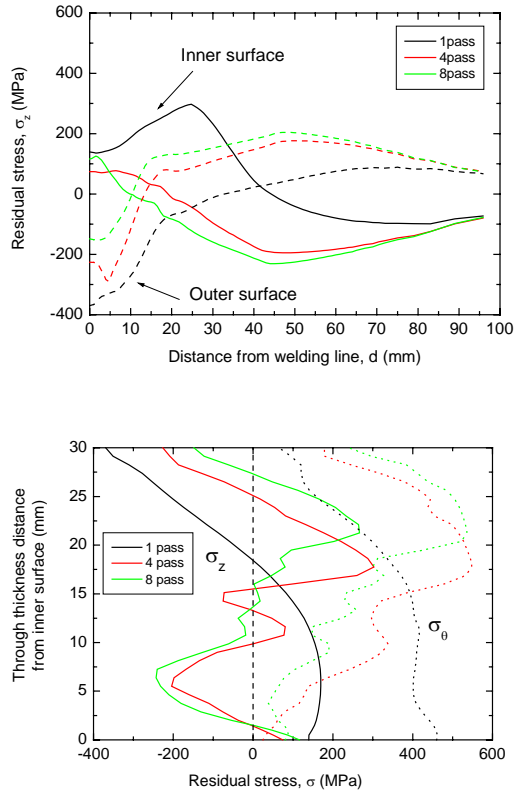 600
400
200
0
-200
-400
Residual stress, σz (MPa)
Inner surface
Outer surface
1pass
4pass
8pass
0 10 20 30 40 50 60 70 80 90 100
Distance from welding line, d (mm)
30
25
20
15
10
5
0
Through thickness distance
from inner surface (mm)
1 pass
4 pass
8 pass
σz
σθ
-400 -200 0 200 400 600
Residual stress, σ (MPa)